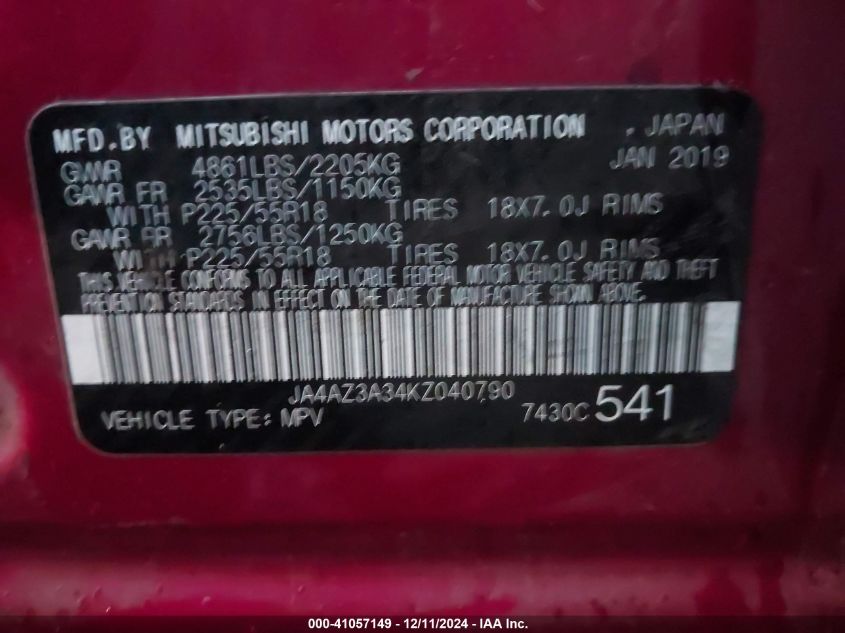 MFD.BY MITSUBISHI MOTORS CORPORATION . JAPAN
GVWR 4861LBS/2205KG JAN 2019
GAWR FR 2535LBS/1150KG
WITH P225/55R18 TIRES 18X7.0J RIMS
GAWR RR 2756LBS/1250KG
WITH P225/55R18 TIRES 18X7.0J RIMS
THIS VEHICLE CONFORMS TO ALL APPLICABLE FEDERAL MOTOR VEHICLE SAFETY AND THEFT
PREVENTION STANDARDS IN EFFECT ON THE DATE OF MANUFACTURE SHOWN ABOVE.
JA4AZ3A34KZ040790
VEHICLE TYPE: MPV 7430C 541
000-41057149 - 12/11/2024 - IAA Inc.